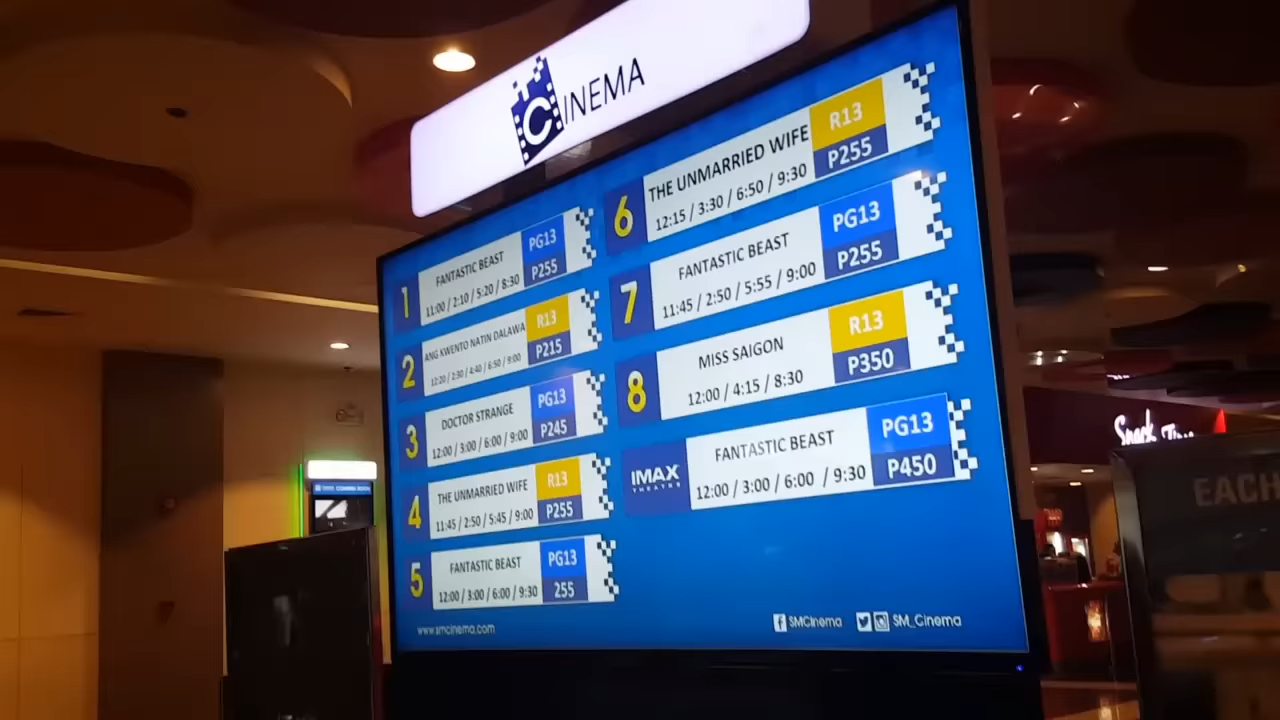 CINEMA
1
FANTASTIC BEAST
11:00 / 2:10 / 5:20 / 8:30
PG13
P255
2
ANG KWENTO NATIN DALAWA
12:20 / 2:30 / 4:40 / 6:50 / 9:00
R13
P215
3
DOCTOR STRANGE
12:00 / 3:00 / 6:00 / 9:00
PG13
P245
4
THE UNMARRIED WIFE
11:45 / 2:50 / 5:45 / 9:00
R13
P255
5
FANTASTIC BEAST
12:00 / 3:00 / 6:00 / 9:30
PG13
255
6
THE UNMARRIED WIFE
12:15 / 3:30 / 6:50 / 9:30
R13
P255
7
FANTASTIC BEAST
11:45 / 2:50 / 5:55 / 9:00
PG13
P255
8
MISS SAIGON
12:00 / 4:15 / 8:30
R13
P350
IMAX
THEATRE
FANTASTIC BEAST
12:00 / 3:00 / 6:00 / 9:30
PG13
P450
www.smcinema.com
SMCinema
SM_Cinema
Snack Time
EACH